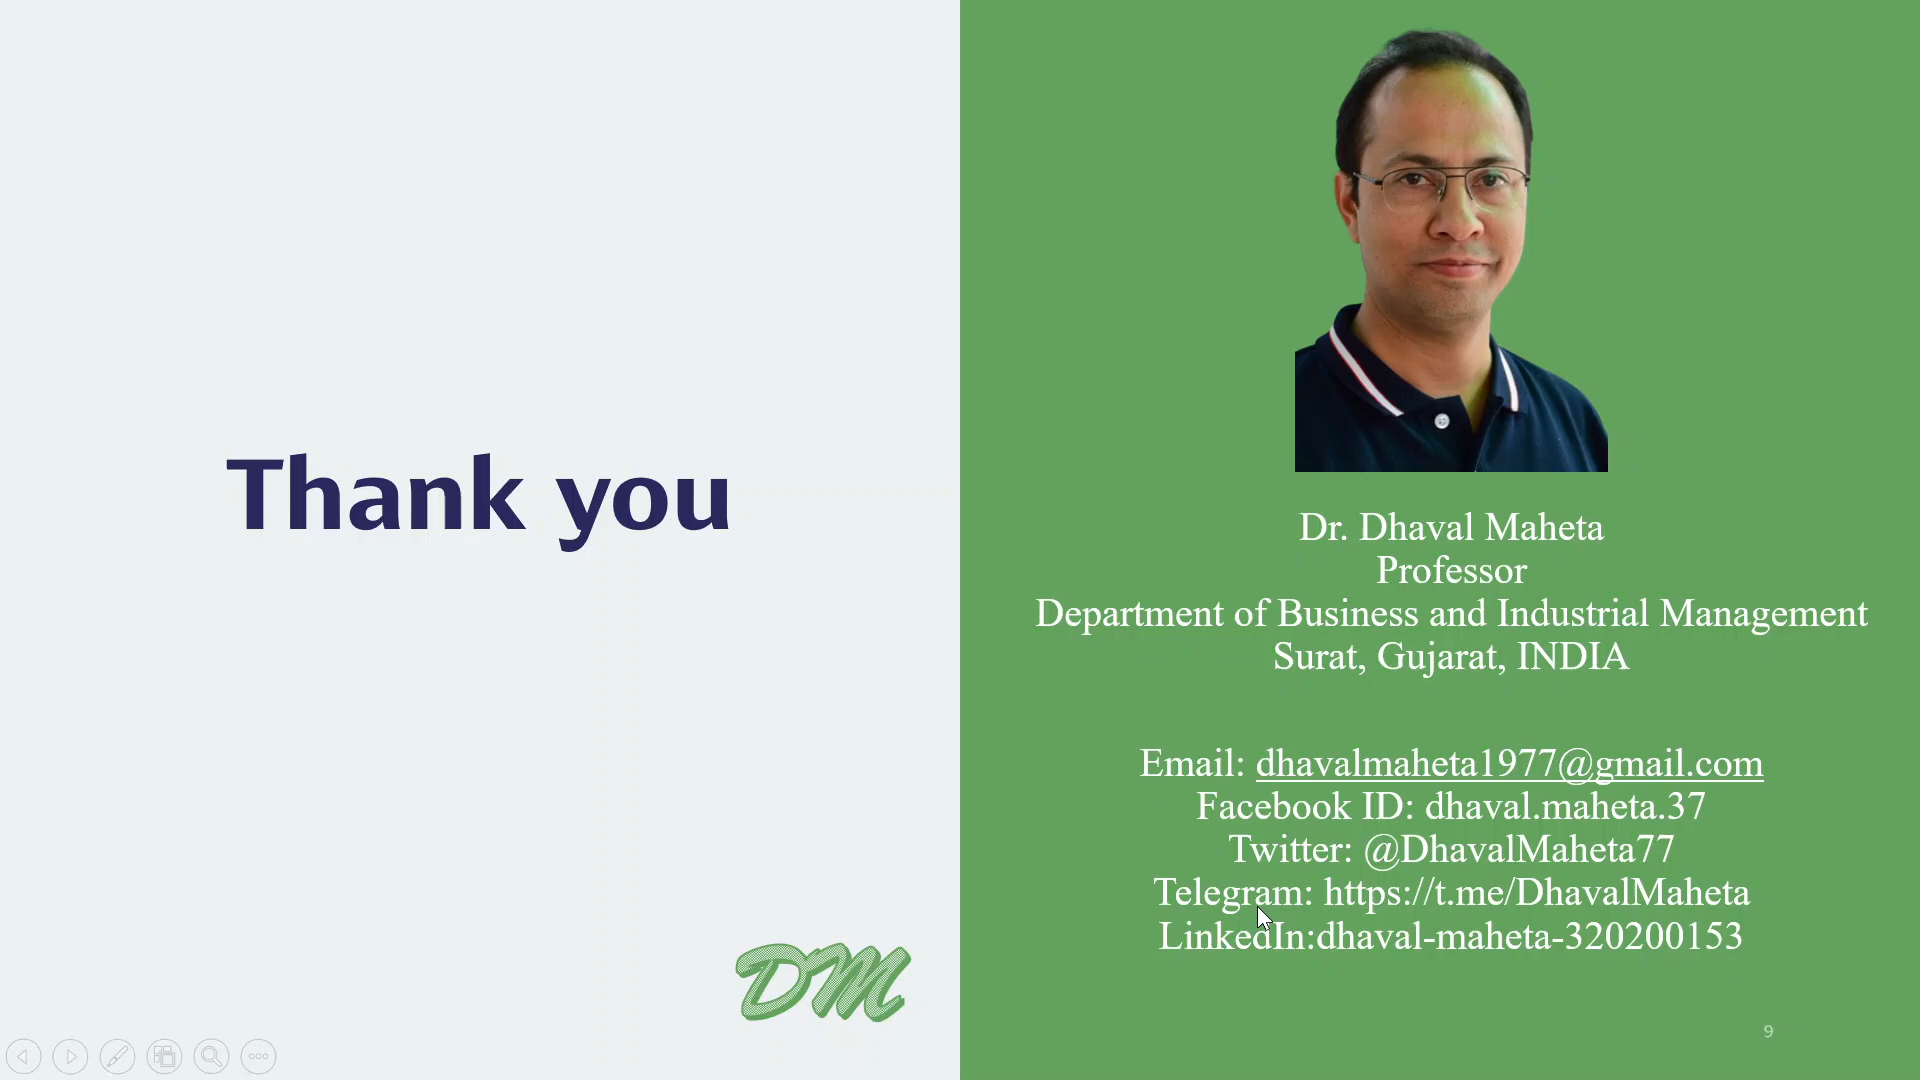 Thank you
Dr. Dhaval Maheta
Professor
Department of Business and Industrial Management
Surat, Gujarat, INDIA
Email: dhavalmaheta1977@gmail.com
Facebook ID: dhaval.maheta.37
Twitter: @DhavalMaheta77
Telegram: https://t.me/DhavalMaheta
LinkedIn:dhaval-maheta-320200153
DM
9